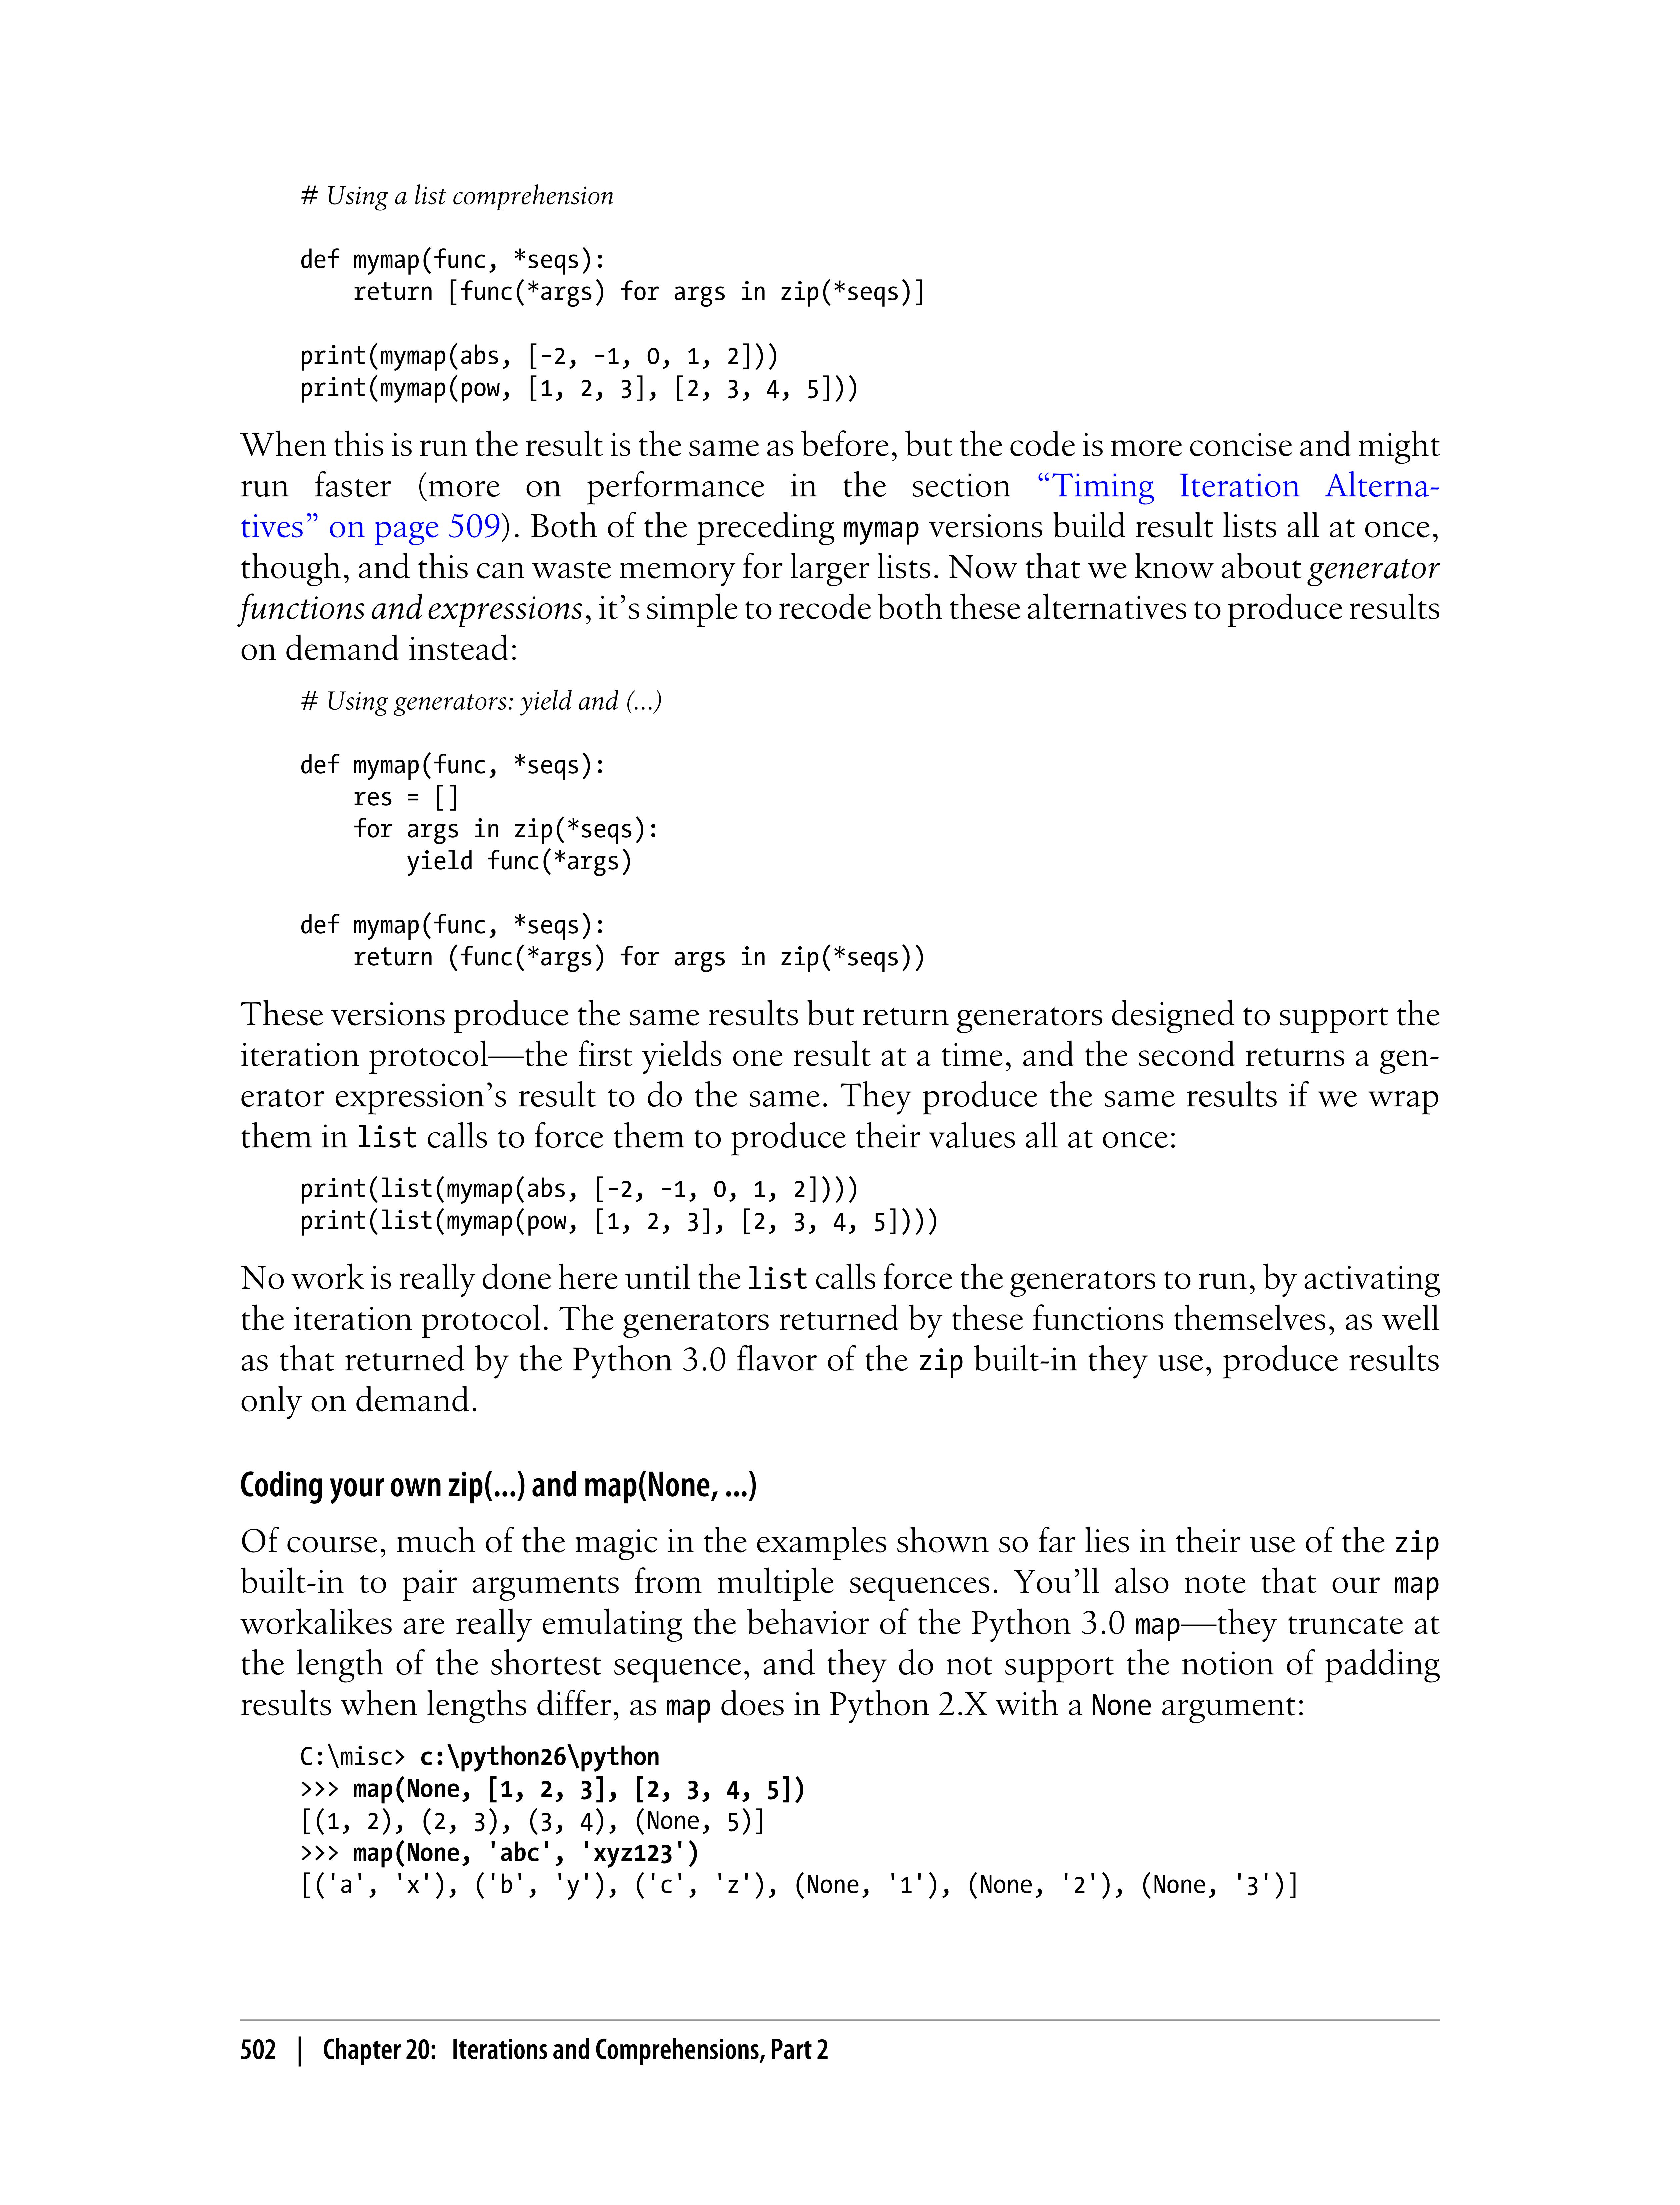 # Using a list comprehension
def mymap(func, *seqs):
    return [func(*args) for args in zip(*seqs)]
print(mymap(abs, [-2, -1, 0, 1, 2]))
print(mymap(pow, [1, 2, 3], [2, 3, 4, 5]))
When this is run the result is the same as before, but the code is more concise and might
run faster (more on performance in the section “Timing Iteration Alterna-
tives” on page 509). Both of the preceding mymap versions build result lists all at once,
though, and this can waste memory for larger lists. Now that we know about generator
functions and expressions, it’s simple to recode both these alternatives to produce results
on demand instead:
# Using generators: yield and (...)
def mymap(func, *seqs):
    res = []
    for args in zip(*seqs):
        yield func(*args)
def mymap(func, *seqs):
    return (func(*args) for args in zip(*seqs))
These versions produce the same results but return generators designed to support the
iteration protocol—the first yields one result at a time, and the second returns a gen-
erator expression’s result to do the same. They produce the same results if we wrap
them in list calls to force them to produce their values all at once:
print(list(mymap(abs, [-2, -1, 0, 1, 2])))
print(list(mymap(pow, [1, 2, 3], [2, 3, 4, 5])))
No work is really done here until the list calls force the generators to run, by activating
the iteration protocol. The generators returned by these functions themselves, as well
as that returned by the Python 3.0 flavor of the zip built-in they use, produce results
only on demand.
Coding your own zip(...) and map(None, ...)
Of course, much of the magic in the examples shown so far lies in their use of the zip
built-in to pair arguments from multiple sequences. You’ll also note that our map
workalikes are really emulating the behavior of the Python 3.0 map—they truncate at
the length of the shortest sequence, and they do not support the notion of padding
results when lengths differ, as map does in Python 2.X with a None argument:
C:\misc> c:\python26\python
>>> map(None, [1, 2, 3], [2, 3, 4, 5])
[(1, 2), (2, 3), (3, 4), (None, 5)]
>>> map(None, 'abc', 'xyz123')
[('a', 'x'), ('b', 'y'), ('c', 'z'), (None, '1'), (None, '2'), (None, '3')]
502 | Chapter 20: Iterations and Comprehensions, Part 2